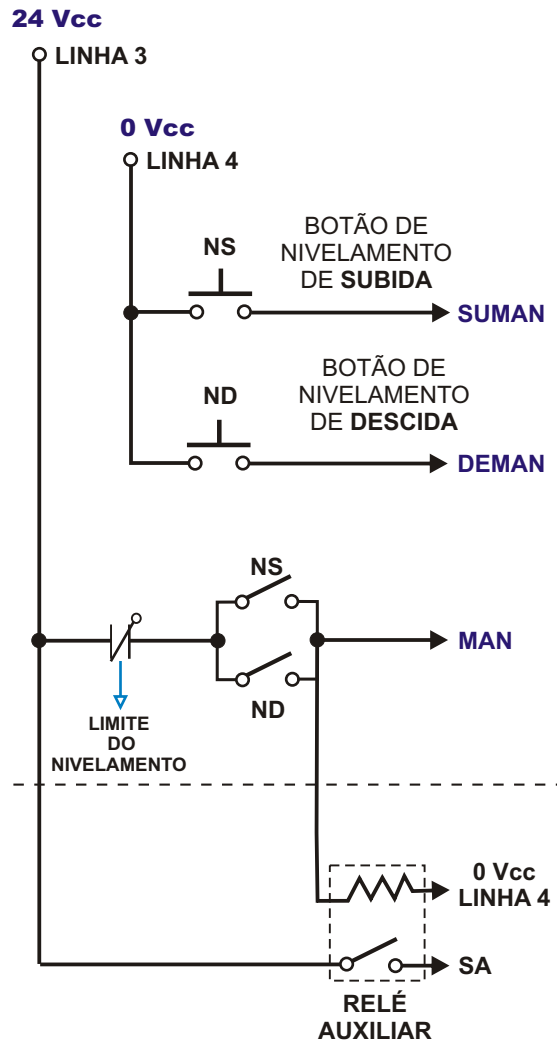 24 Vcc
LINHA 3
0 Vcc
LINHA 4
NS
BOTÃO DE
NIVELAMENTO
DE SUBIDA
SUMAN
ND
BOTÃO DE
NIVELAMENTO
DE DESCIDA
DEMAN
NS
MAN
ND
LIMITE
DO
NIVELAMENTO
0 Vcc
LINHA 4
SA
RELÉ
AUXILIAR